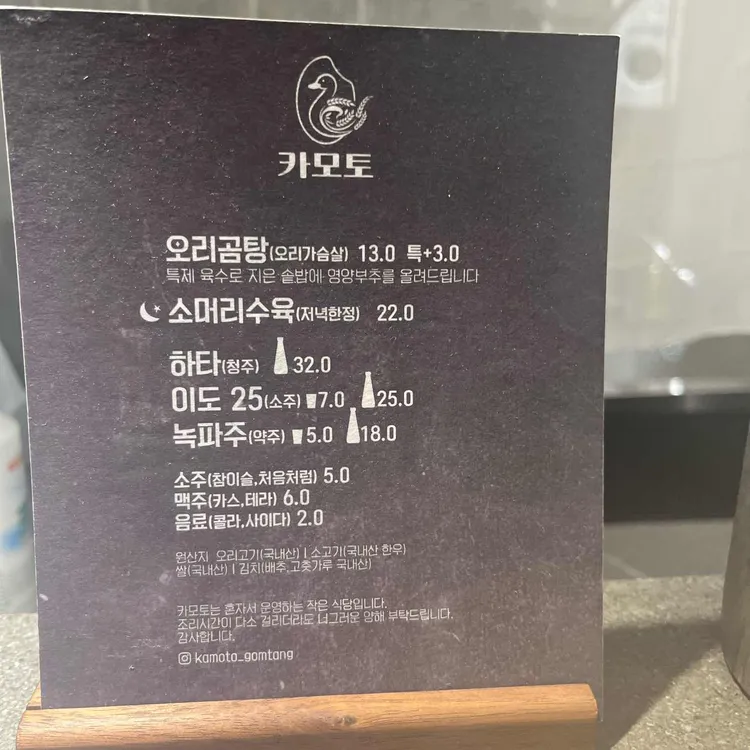 카모토
오리곰탕(오리가슴살) 13.0 특+3.0
특제 육수로 지은 솥밥에 영양부추를 올려드립니다
소머리수육(저녁한정) 22.0
하타(청주) 32.0
이도 25(소주) 7.0 25.0
녹파주(약주) 5.0 18.0
소주(참이슬,처음처럼) 5.0
맥주(카스,테라) 6.0
음료(콜라,사이다) 2.0
원산지 오리고기(국내산) | 소고기(국내산 한우)
쌀(국내산) | 김치(배추,고춧가루 국내산)
카모토는 혼자서 운영하는 작은 식당입니다.
조리시간이 다소 걸리더라도 너그러운 양해 부탁드립니다.
감사합니다.
kamoto_gomtang